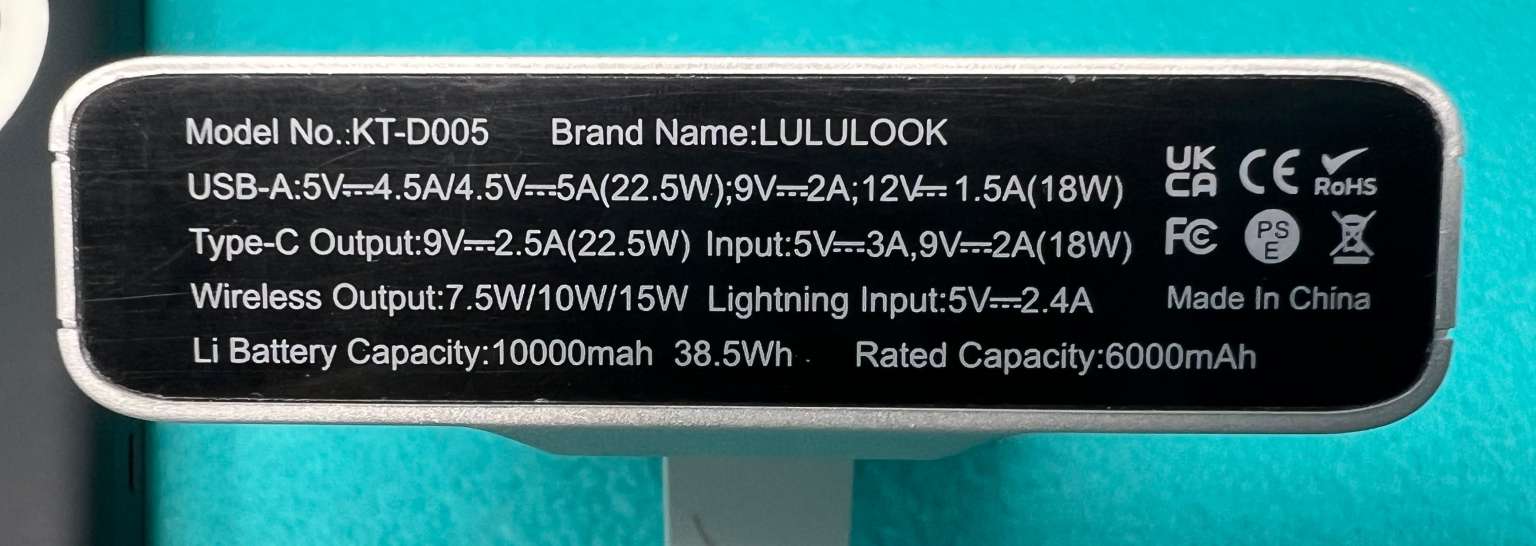 Model No.:KT-D005 Brand Name:LULULOOK
USB-A:5V⎓4.5A/4.5V⎓5A(22.5W);9V⎓2A;12V⎓1.5A(18W)
Type-C Output:9V⎓2.5A(22.5W) Input:5V⎓3A,9V⎓2A(18W)
Wireless Output:7.5W/10W/15W Lightning Input:5V⎓2.4A
Li Battery Capacity:10000mah 38.5Wh Rated Capacity:6000mAh
UK CA CE RoHS
FC PS E
Made In China